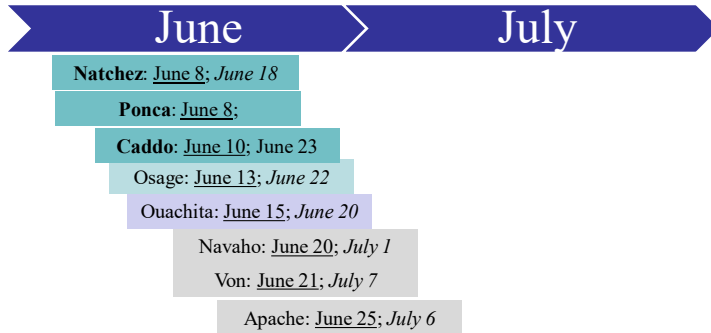 June July
Natchez: June 8; June 18
Ponca: June 8;
Caddo: June 10; June 23
Osage: June 13; June 22
Ouachita: June 15; June 20
Navaho: June 20; July 1
Von: June 21; July 7
Apache: June 25; July 6